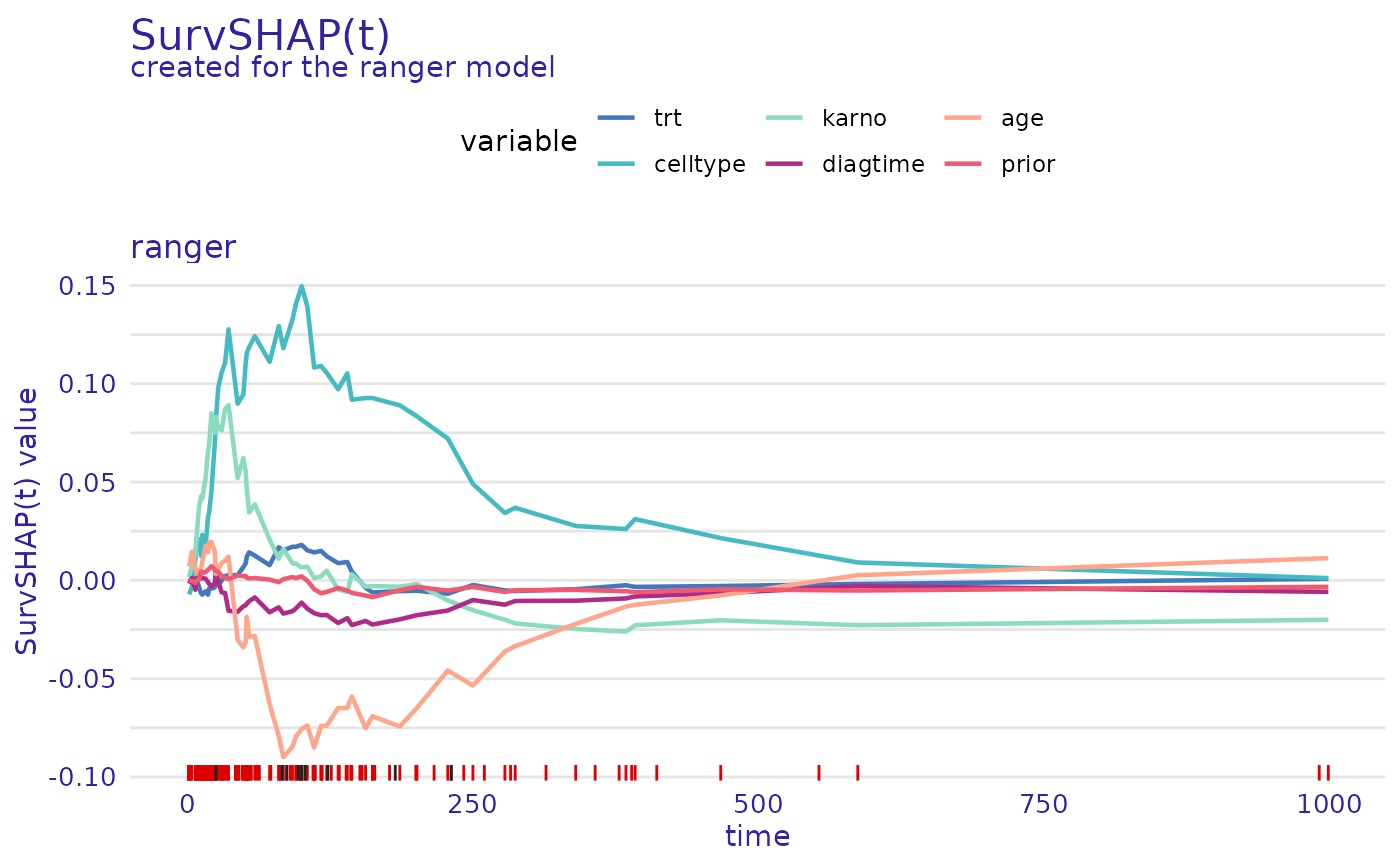 SurvSHAP(t)
created for the ranger model
variable
trt
karno
age
celltype
diagtime
prior
ranger
SurvSHAP(t) value
0.15
0.10
0.05
0.00
-0.05
-0.10
0
250
500
750
1000
time